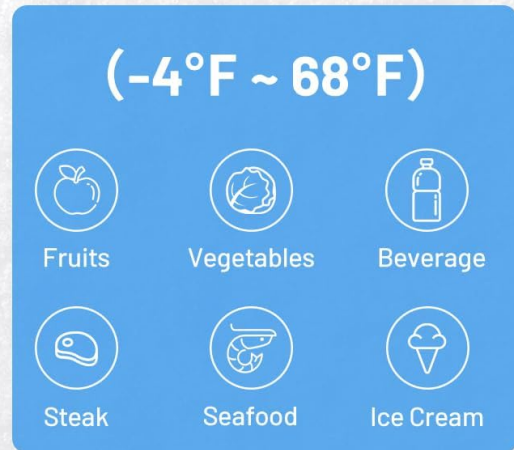 (-4°F ~ 68°F)
Fruits Vegetables Beverage
Steak Seafood Ice Cream